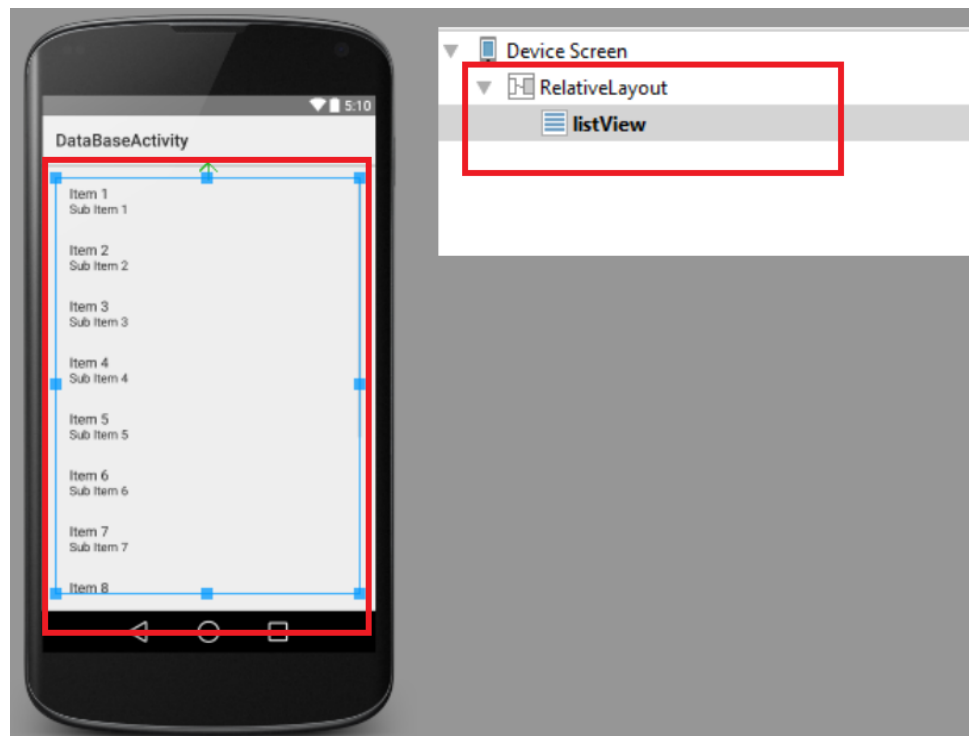 5:10
DataBaseActivity
Item 1
Sub Item 1
Item 2
Sub Item 2
Item 3
Sub Item 3
Item 4
Sub Item 4
Item 5
Sub Item 5
Item 6
Sub Item 6
Item 7
Sub Item 7
Item 8
Device Screen
RelativeLayout
listView